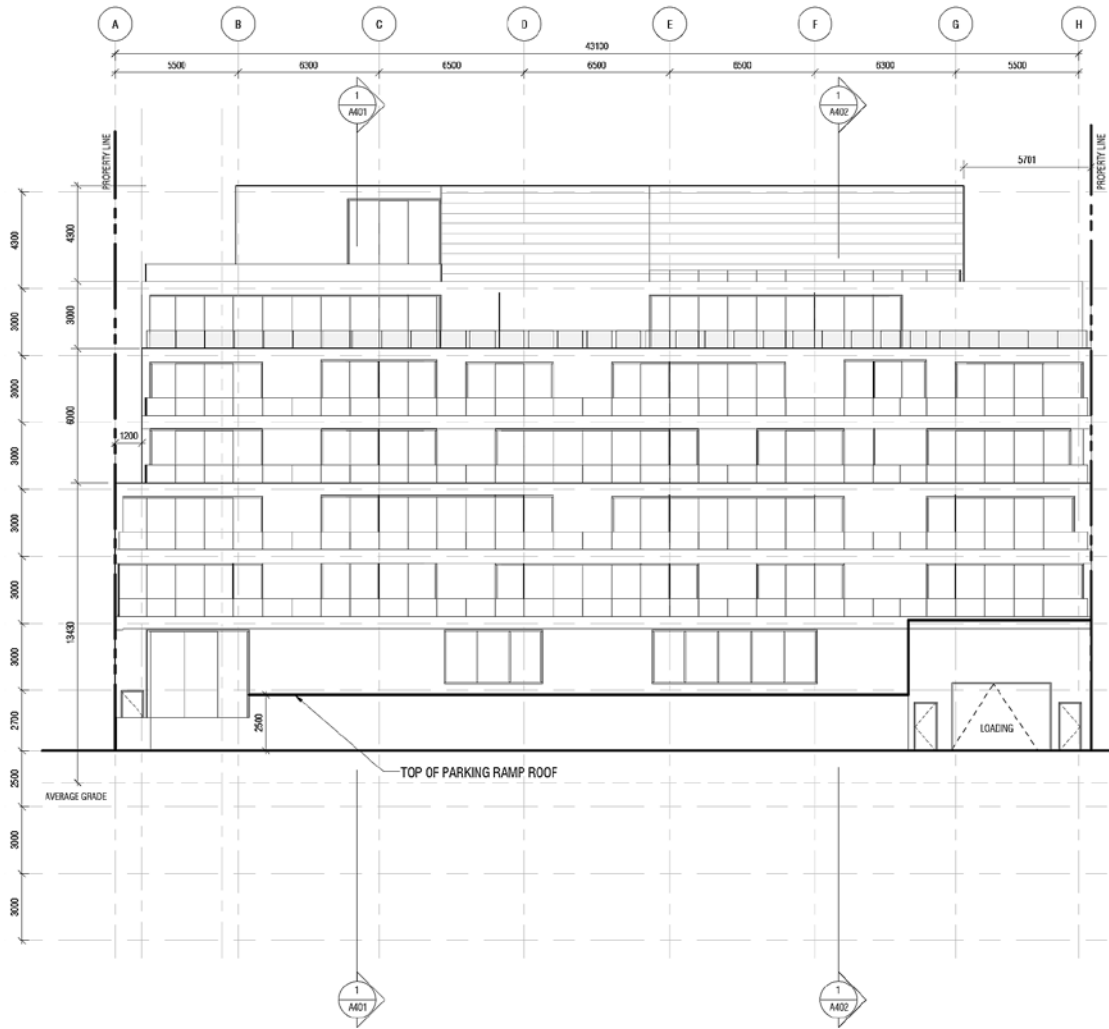 A B C D E F G H
43100
5500 6300 6500 6500 6500 6300 5500
1
A401
1
A402
PROPERTY LINE
PROPERTY LINE
5701
4300
4300
3000
3000
3000
6000
3000
1200
3000
3000
13430
3000
2700
2500
LOADING
TOP OF PARKING RAMP ROOF
2500
AVERAGE GRADE
3000
3000
1
A401
1
A402